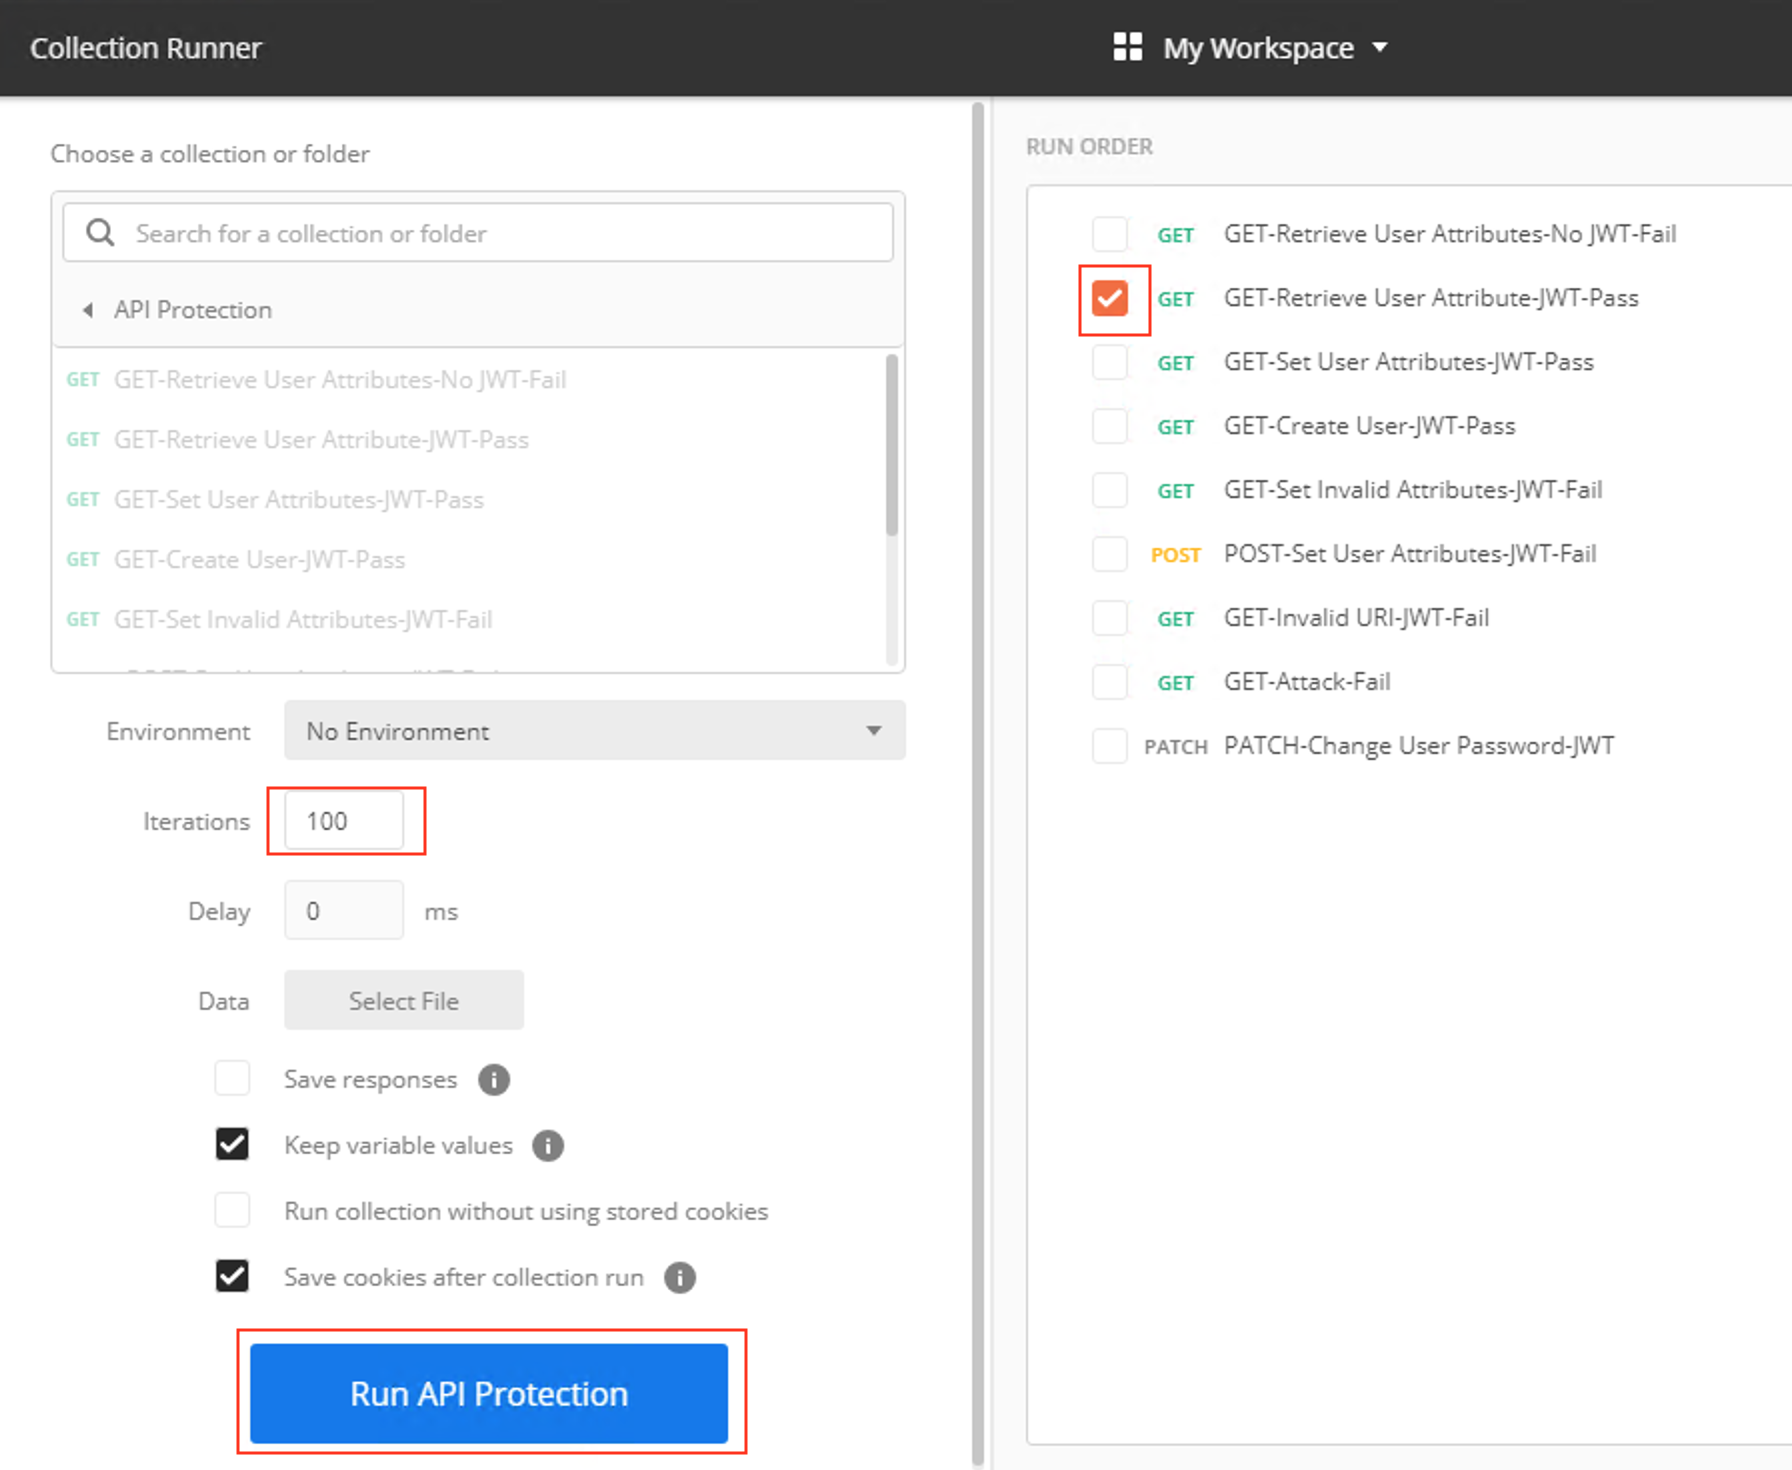 Collection Runner
My Workspace
Choose a collection or folder
Search for a collection or folder
API Protection
GET GET-Retrieve User Attributes-No JWT-Fail
GET GET-Retrieve User Attribute-JWT-Pass
GET GET-Set User Attributes-JWT-Pass
GET GET-Create User-JWT-Pass
GET GET-Set Invalid Attributes-JWT-Fail
Environment No Environment
Iterations 100
Delay 0 ms
Data Select File
Save responses
Keep variable values
Run collection without using stored cookies
Save cookies after collection run
Run API Protection
RUN ORDER
GET GET-Retrieve User Attributes-No JWT-Fail
GET GET-Retrieve User Attribute-JWT-Pass
GET GET-Set User Attributes-JWT-Pass
GET GET-Create User-JWT-Pass
GET GET-Set Invalid Attributes-JWT-Fail
POST POST-Set User Attributes-JWT-Fail
GET GET-Invalid URI-JWT-Fail
GET GET-Attack-Fail
PATCH PATCH-Change User Password-JWT